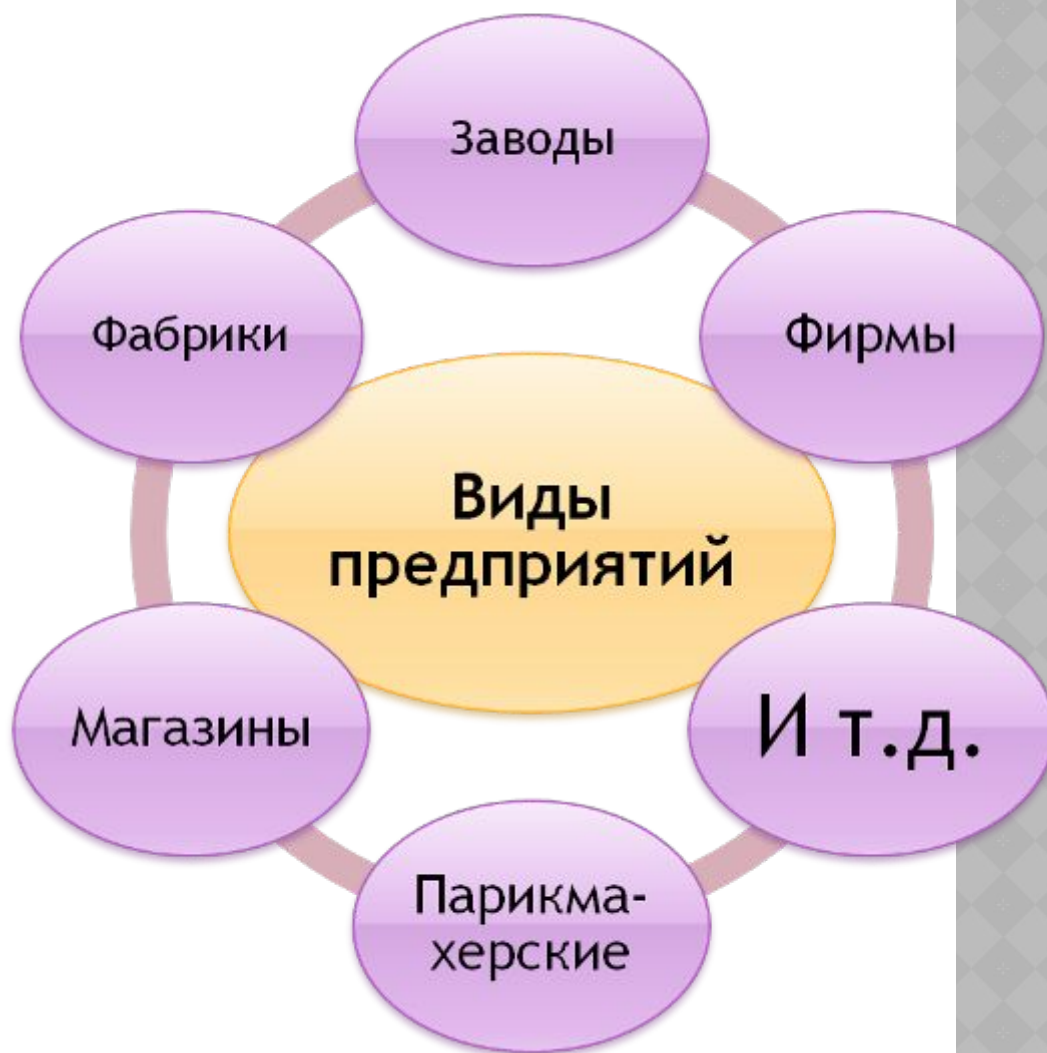 Заводы
Фабрики
Фирмы
Виды
предприятий
Магазины
И т.д.
Парикма-
херские